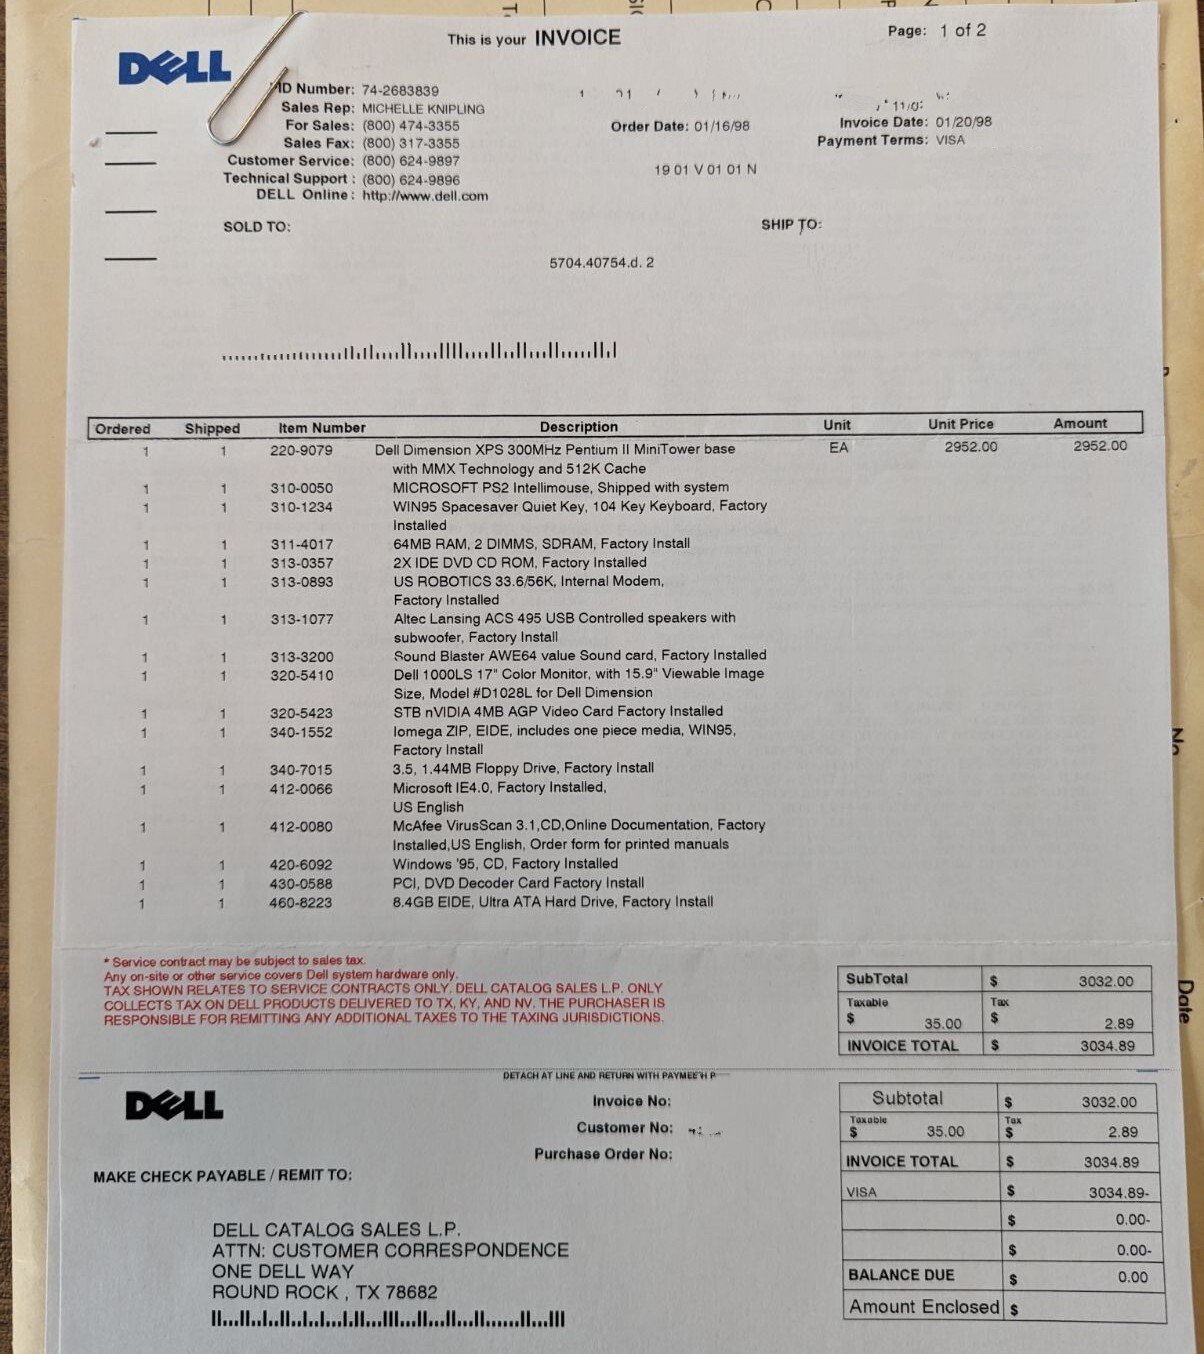 This is your INVOICE
Page: 1 of 2
DELL
ID Number: 74-2683839
Sales Rep: MICHELLE KNIPLING
For Sales: (800) 474-3355
Sales Fax: (800) 317-3355
Customer Service: (800) 624-9897
Technical Support : (800) 624-9896
DELL Online : http://www.dell.com
Order Date: 01/16/98
19 01 V 01 01 N
Invoice Date: 01/20/98
Payment Terms: VISA
SOLD TO:
SHIP TO:
5704.40754.d. 2
Ordered Shipped Item Number Description Unit Unit Price Amount
1 1 220-9079 Dell Dimension XPS 300MHz Pentium II MiniTower base EA 2952.00 2952.00
with MMX Technology and 512K Cache
1 1 310-0050 MICROSOFT PS2 Intellimouse, Shipped with system
1 1 310-1234 WIN95 Spacesaver Quiet Key, 104 Key Keyboard, Factory
Installed
1 1 311-4017 64MB RAM, 2 DIMMS, SDRAM, Factory Install
1 1 313-0357 2X IDE DVD CD ROM, Factory Installed
1 1 313-0893 US ROBOTICS 33.6/56K, Internal Modem,
Factory Installed
1 1 313-1077 Altec Lansing ACS 495 USB Controlled speakers with
subwoofer, Factory Install
1 1 313-3200 Sound Blaster AWE64 value Sound card, Factory Installed
1 1 320-5410 Dell 1000LS 17" Color Monitor, with 15.9" Viewable Image
Size, Model #D1028L for Dell Dimension
1 1 320-5423 STB nVIDIA 4MB AGP Video Card Factory Installed
1 1 340-1552 Iomega ZIP, EIDE, includes one piece media, WIN95,
Factory Install
1 1 340-7015 3.5, 1.44MB Floppy Drive, Factory Install
1 1 412-0066 Microsoft IE4.0, Factory Installed,
US English
1 1 412-0080 McAfee VirusScan 3.1,CD,Online Documentation, Factory
Installed,US English, Order form for printed manuals
1 1 420-6092 Windows '95, CD, Factory Installed
1 1 430-0588 PCI, DVD Decoder Card Factory Install
1 1 460-8223 8.4GB EIDE, Ultra ATA Hard Drive, Factory Install
* Service contract may be subject to sales tax.
Any on-site or other service covers Dell system hardware only.
TAX SHOWN RELATES TO SERVICE CONTRACTS ONLY. DELL CATALOG SALES L.P. ONLY
COLLECTS TAX ON DELL PRODUCTS DELIVERED TO TX, KY, AND NV. THE PURCHASER IS
RESPONSIBLE FOR REMITTING ANY ADDITIONAL TAXES TO THE TAXING JURISDICTIONS.
SubTotal $ 3032.00
Taxable Tax
$ 35.00 $ 2.89
INVOICE TOTAL $ 3034.89
DETACH AT LINE AND RETURN WITH
DELL
Invoice No:
Customer No:
Purchase Order No:
MAKE CHECK PAYABLE / REMIT TO:
DELL CATALOG SALES L.P.
ATTN: CUSTOMER CORRESPONDENCE
ONE DELL WAY
ROUND ROCK , TX 78682
Subtotal $ 3032.00
Taxable Tax
$ 35.00 $ 2.89
INVOICE TOTAL $ 3034.89
VISA $ 3034.89-
$ 0.00-
$ 0.00-
BALANCE DUE $ 0.00
Amount Enclosed $
No.
Date